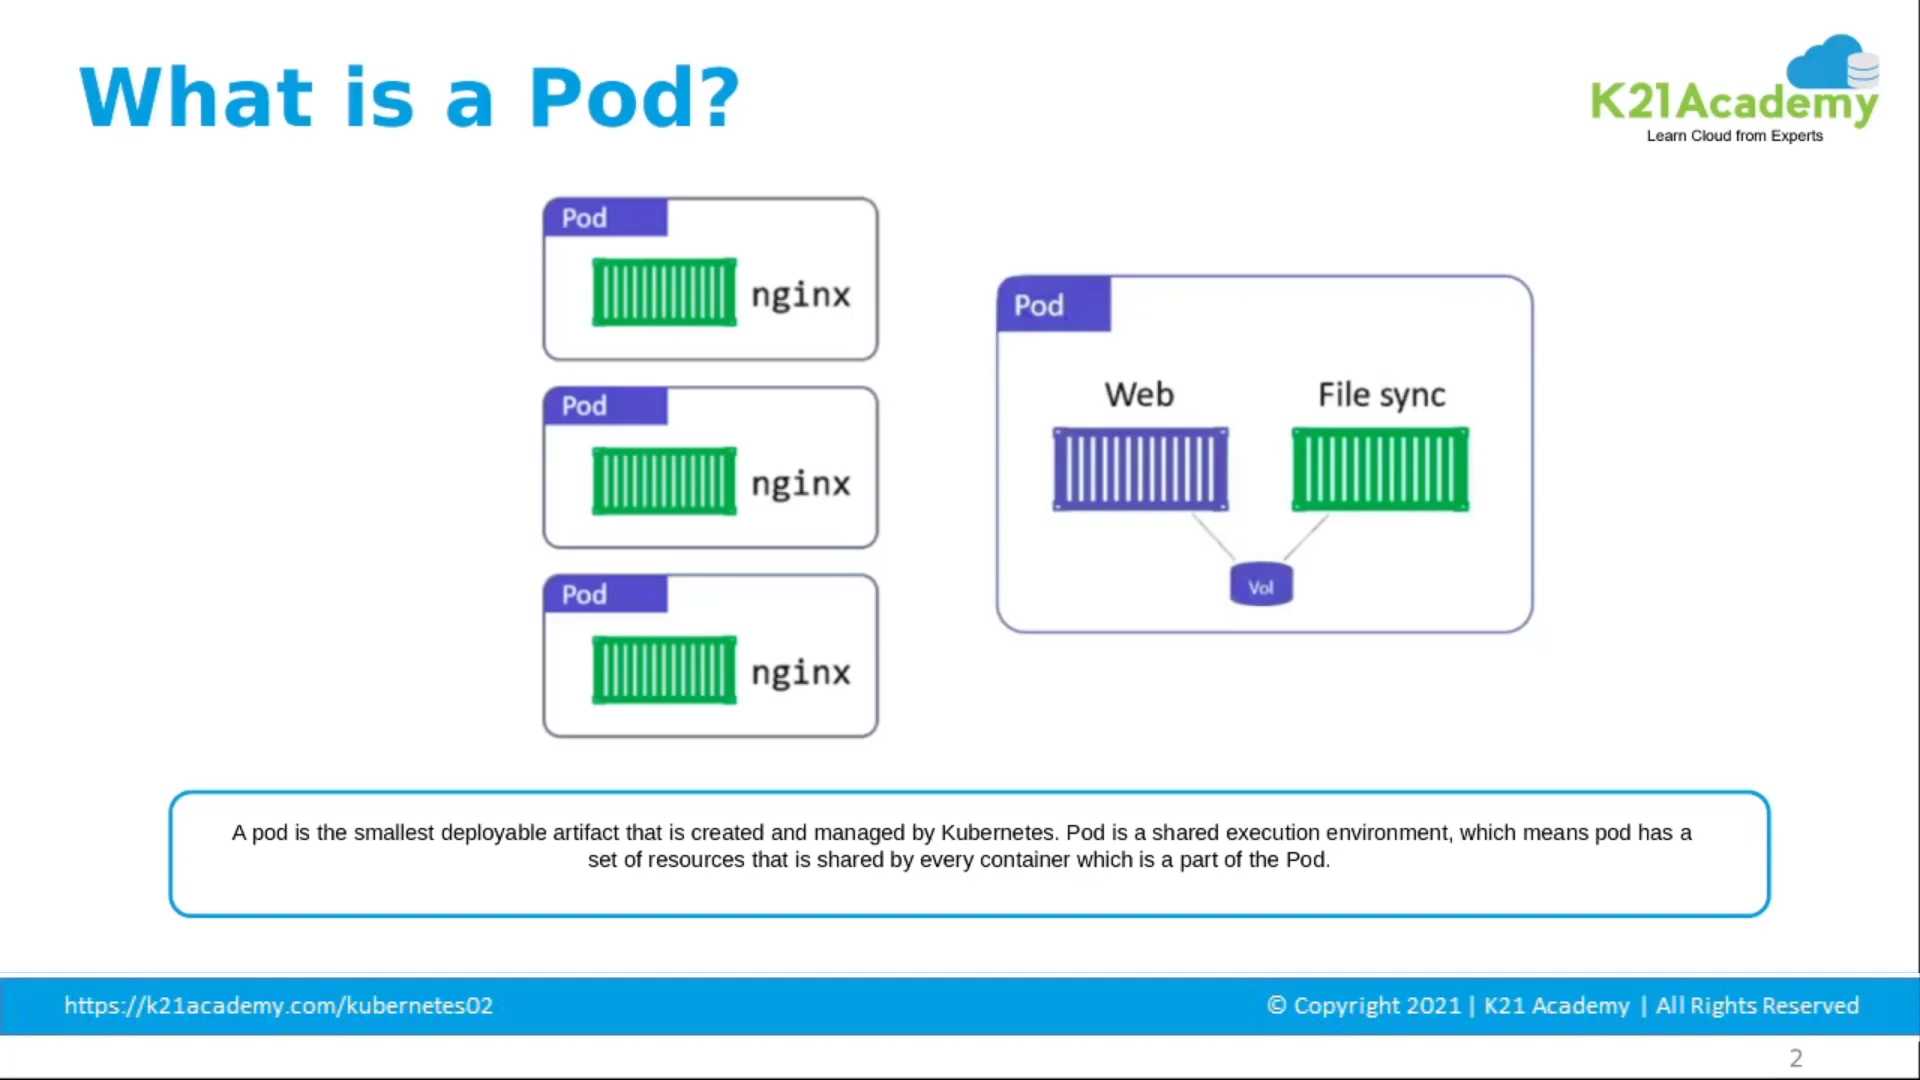 What is a Pod?
K21Academy
Learn Cloud from Experts
Pod
nginx
Pod
nginx
Pod
nginx
Pod
Web
File sync
Vol
A pod is the smallest deployable artifact that is created and managed by Kubernetes. Pod is a shared execution environment, which means pod has a
set of resources that is shared by every container which is a part of the Pod.
https://k21academy.com/kubernetes02
© Copyright 2021 | K21 Academy | All Rights Reserved
2